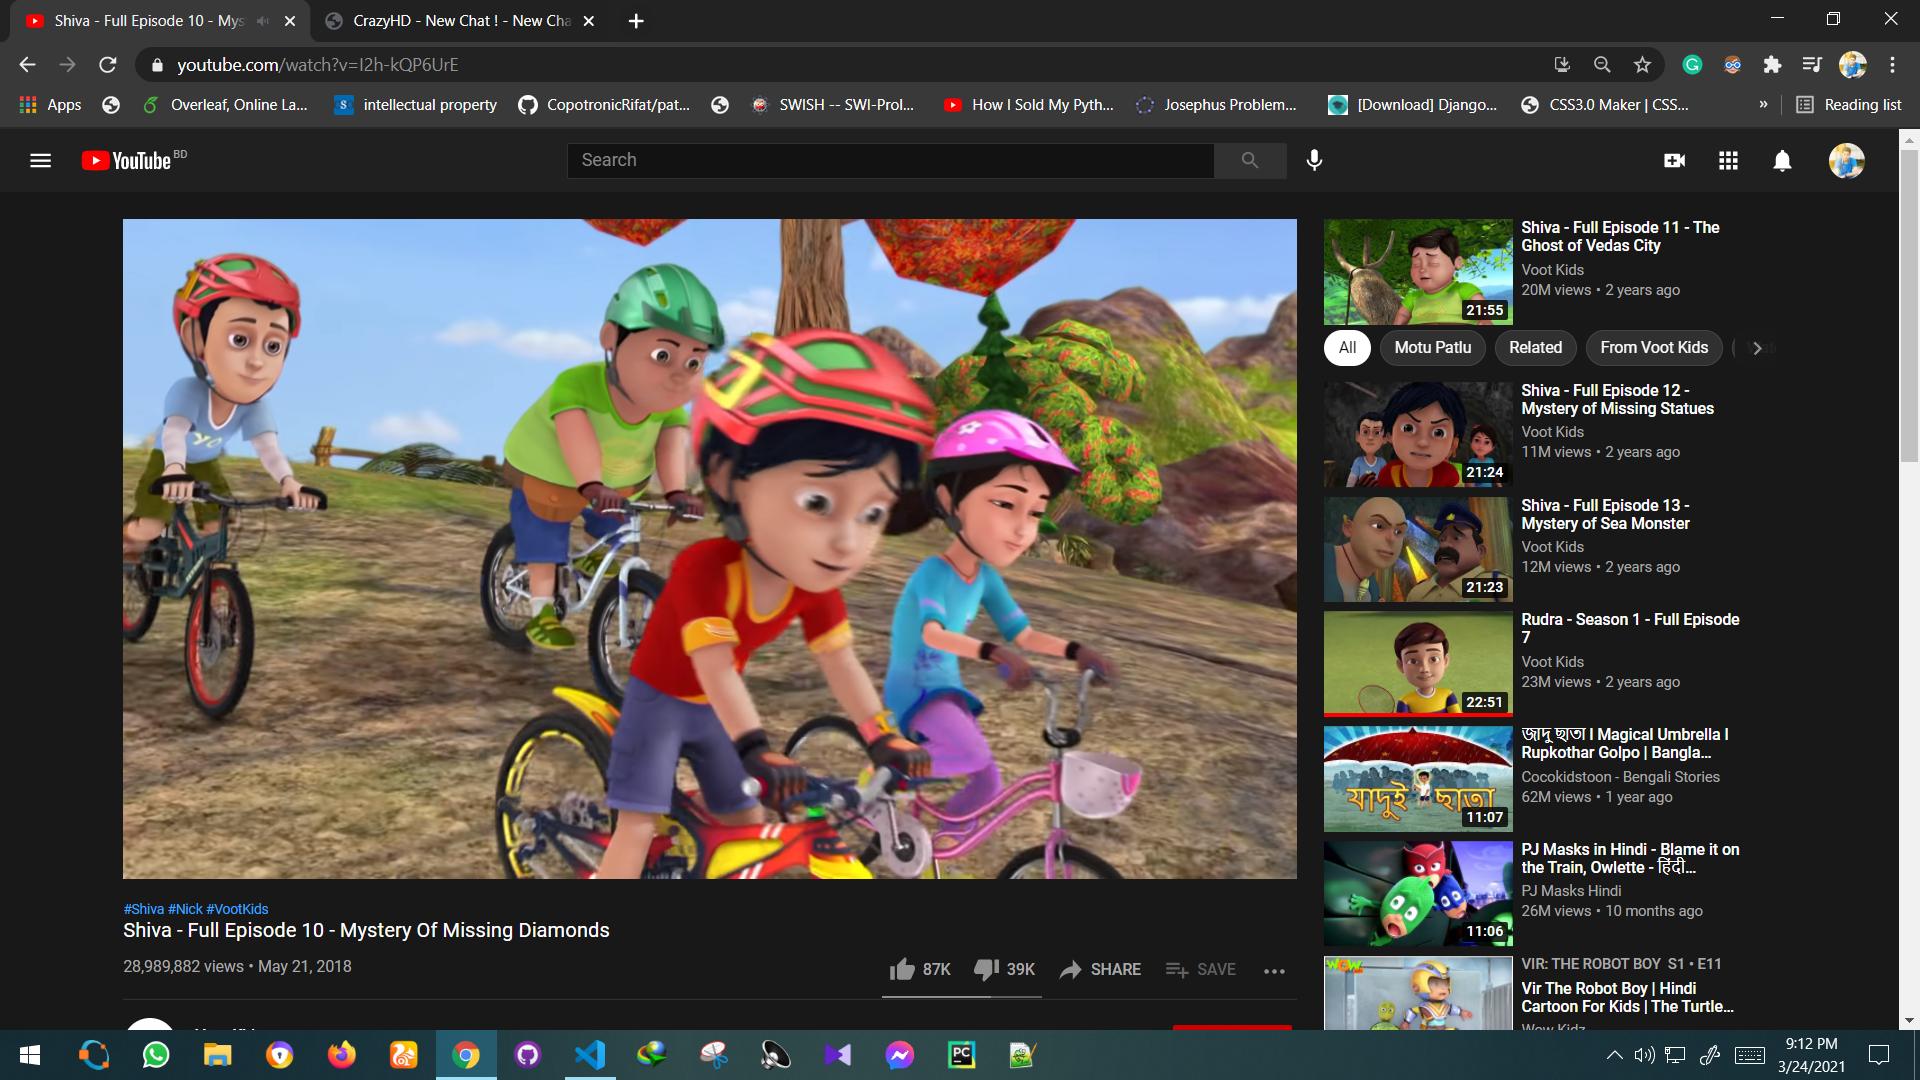 Shiva - Full Episode 10 - Mys
CrazyHD - New Chat ! - New Cha
youtube.com/watch?v=I2h-kQP6UrE
Apps
Overleaf, Online La...
intellectual property
CopotronicRifat/pat...
SWISH -- SWI-Prol...
How I Sold My Pyth...
Josephus Problem...
[Download] Django...
CSS3.0 Maker | CSS...
»
Reading list
YouTube BD
Search
YO
#Shiva #Nick #VootKids
Shiva - Full Episode 10 - Mystery Of Missing Diamonds
28,989,882 views • May 21, 2018
87K
39K
SHARE
SAVE
Shiva - Full Episode 11 - The
Ghost of Vedas City
Voot Kids
20M views • 2 years ago
21:55
All
Motu Patlu
Related
From Voot Kids
Shiva - Full Episode 12 -
Mystery of Missing Statues
Voot Kids
11M views • 2 years ago
21:24
Shiva - Full Episode 13 -
Mystery of Sea Monster
Voot Kids
12M views • 2 years ago
21:23
Rudra - Season 1 - Full Episode
7
Voot Kids
23M views • 2 years ago
22:51
জাদু ছাতা l Magical Umbrella l
Rupkothar Golpo | Bangla...
Cocokidstoon - Bengali Stories
62M views • 1 year ago
যাদুই ছাতা
11:07
PJ Masks in Hindi - Blame it on
the Train, Owlette - हिंदी...
PJ Masks Hindi
26M views • 10 months ago
11:06
WOW
VIR: THE ROBOT BOY S1 • E11
Vir The Robot Boy | Hindi
Cartoon For Kids | The Turtle...
Wow Kidz
PC
9:12 PM
3/24/2021